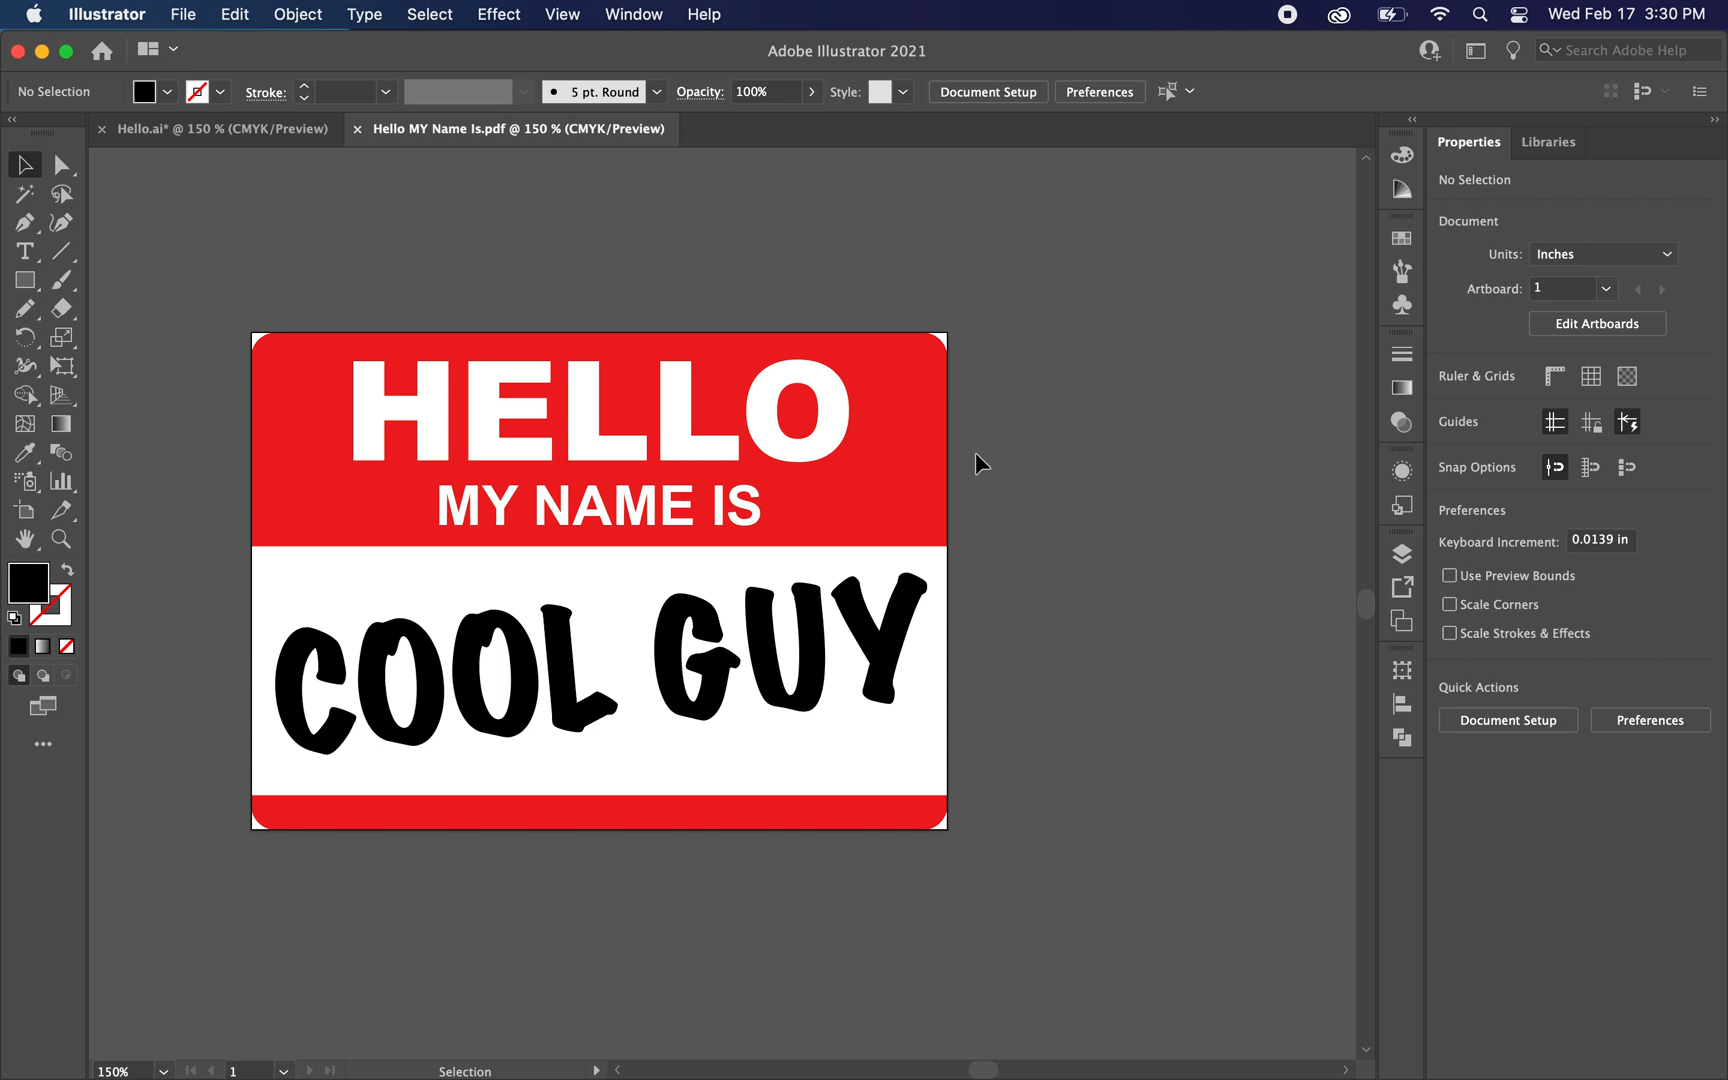 Illustrator File Edit Object Type Select Effect View Window Help Wed Feb 17 3:30 PM
Adobe Illustrator 2021 Search Adobe Help
No Selection Stroke: 5 pt. Round Opacity: 100% Style: Document Setup Preferences
Hello.ai* @ 150 % (CMYK/Preview) Hello MY Name Is.pdf @ 150 % (CMYK/Preview)
HELLO
MY NAME IS
COOL GUY
Properties Libraries
No Selection
Document
Units: Inches
Artboard: 1
Edit Artboards
Ruler & Grids
Guides
Snap Options
Preferences
Keyboard Increment: 0.0139 in
Use Preview Bounds
Scale Corners
Scale Strokes & Effects
Quick Actions
Document Setup Preferences
150% 1 Selection